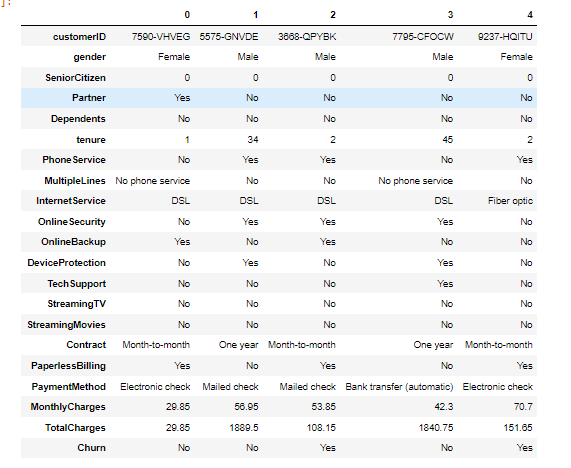 ]:
0 1 2 3 4
customerID 7590-VHVEG 5575-GNVDE 3668-QPYBK 7795-CFOCW 9237-HQITU
gender Female Male Male Male Female
SeniorCitizen 0 0 0 0 0
Partner Yes No No No No
Dependents No No No No No
tenure 1 34 2 45 2
PhoneService No Yes Yes No Yes
MultipleLines No phone service No No No phone service No
InternetService DSL DSL DSL DSL Fiber optic
OnlineSecurity No Yes Yes Yes No
OnlineBackup Yes No Yes No No
DeviceProtection No Yes No Yes No
TechSupport No No No Yes No
StreamingTV No No No No No
StreamingMovies No No No No No
Contract Month-to-month One year Month-to-month One year Month-to-month
PaperlessBilling Yes No Yes No Yes
PaymentMethod Electronic check Mailed check Mailed check Bank transfer (automatic) Electronic check
MonthlyCharges 29.85 56.95 53.85 42.3 70.7
TotalCharges 29.85 1889.5 108.15 1840.75 151.65
Churn No No Yes No Yes